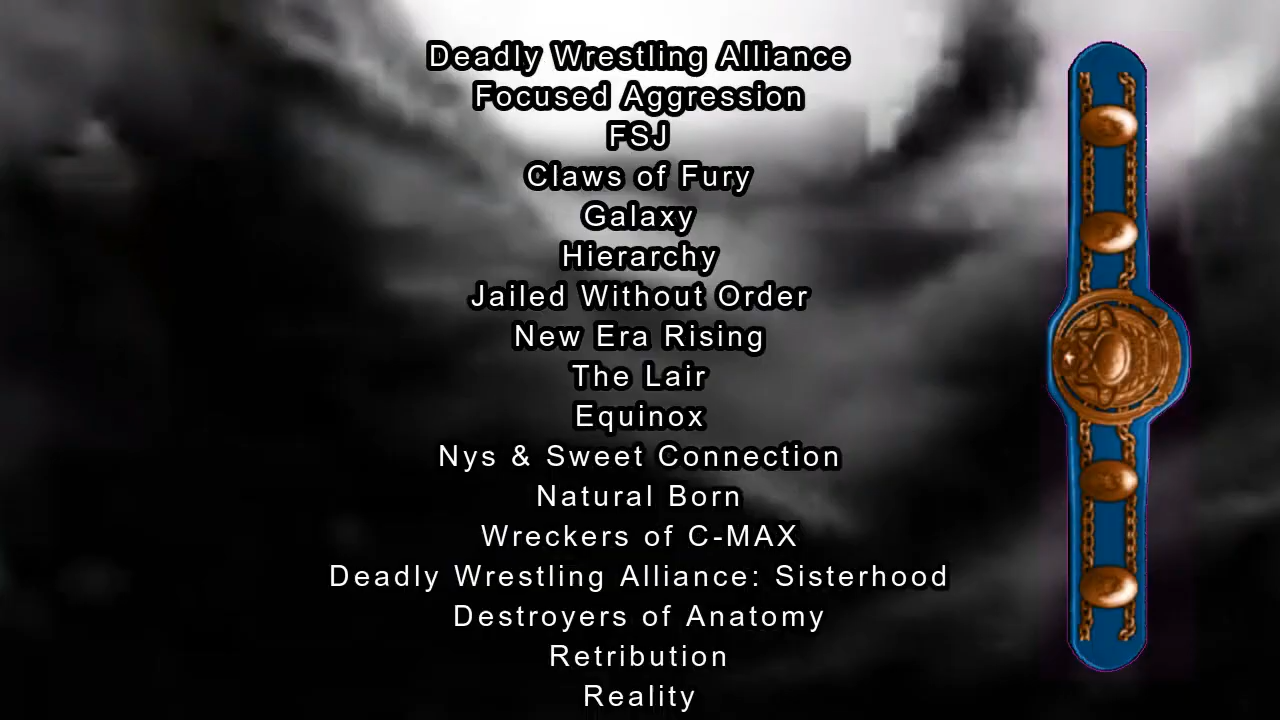 Deadly Wrestling Alliance
Focused Aggression
FSJ
Claws of Fury
Galaxy
Hierarchy
Jailed Without Order
New Era Rising
The Lair
Equinox
Nys & Sweet Connection
Natural Born
Wreckers of C-MAX
Deadly Wrestling Alliance: Sisterhood
Destroyers of Anatomy
Retribution
Reality